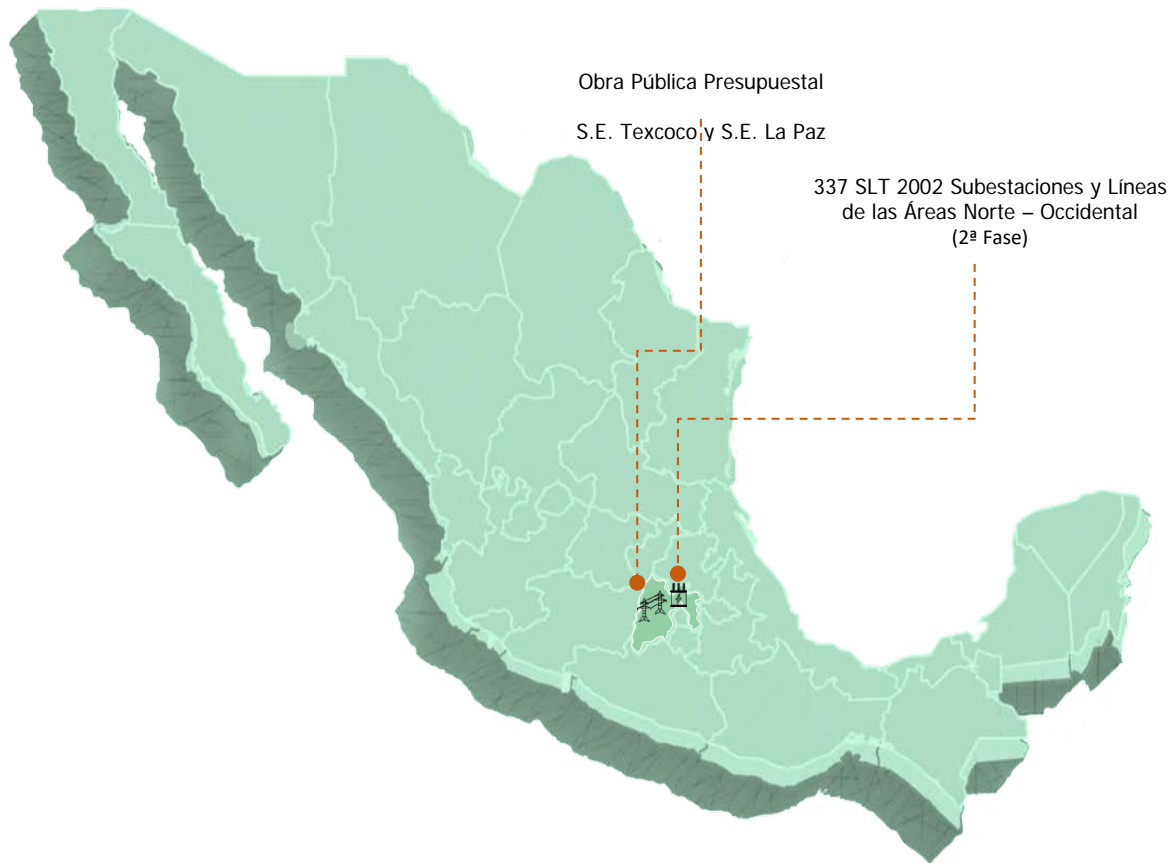 Obra Pública Presupuestal
S.E. Texcoco y S.E. La Paz
337 SLT 2002 Subestaciones y Líneas
de las Áreas Norte – Occidental
(2ª Fase)